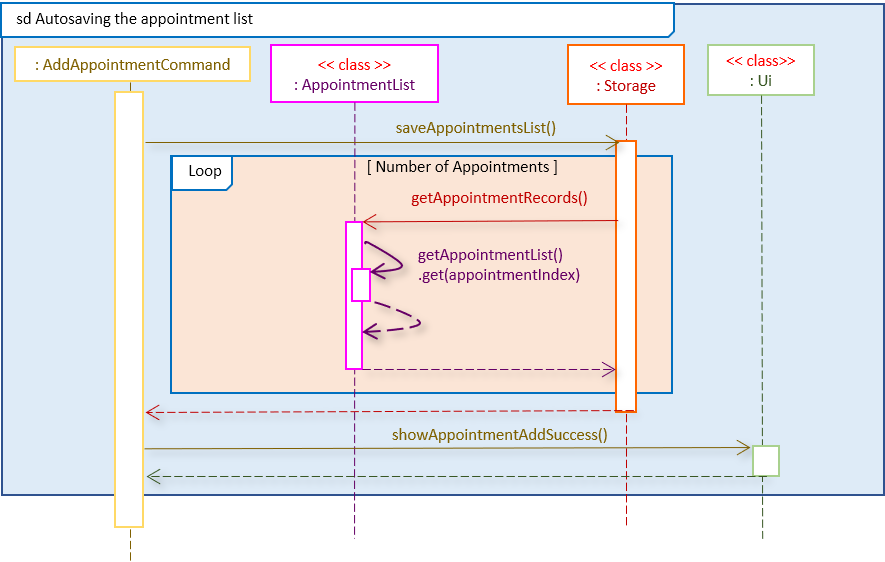 sd Autosaving the appointment list
: AddAppointmentCommand
<< class >>
: AppointmentList
<< class >>
: Storage
<< class>>
: Ui
saveAppointmentsList()
Loop
[ Number of Appointments ]
getAppointmentRecords()
getAppointmentList()
.get(appointmentIndex)
showAppointmentAddSuccess()